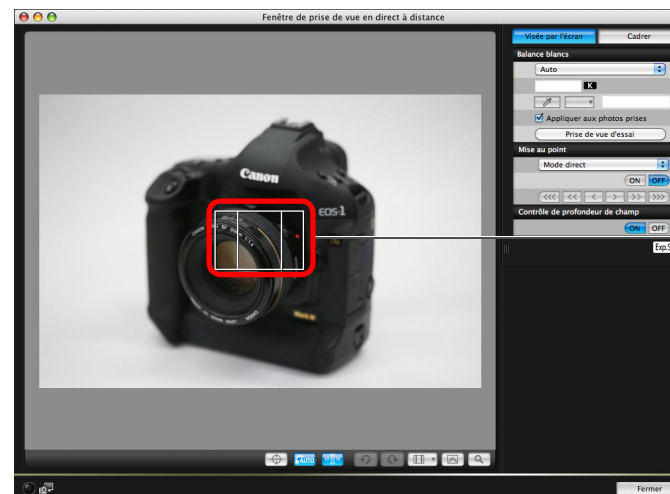 Fenêtre de prise de vue en direct à distance
Visée par l'écran
Cadrer
Balance blancs
Auto
K
Appliquer aux photos prises
Prise de vue d'essai
Mise au point
Mode direct
ON OFF
<<< << < > >> >>>
Contrôle de profondeur de champ
ON OFF
Exp.S
Canon
EOS-1
AUTO
Fermer